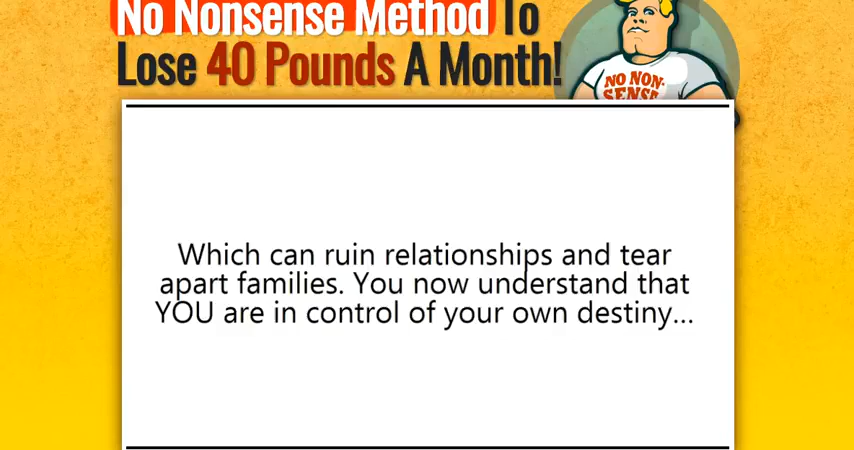 No Nonsense Method To
Lose 40 Pounds A Month!
NO NON-
SENSE
Which can ruin relationships and tear
apart families. You now understand that
YOU are in control of your own destiny...